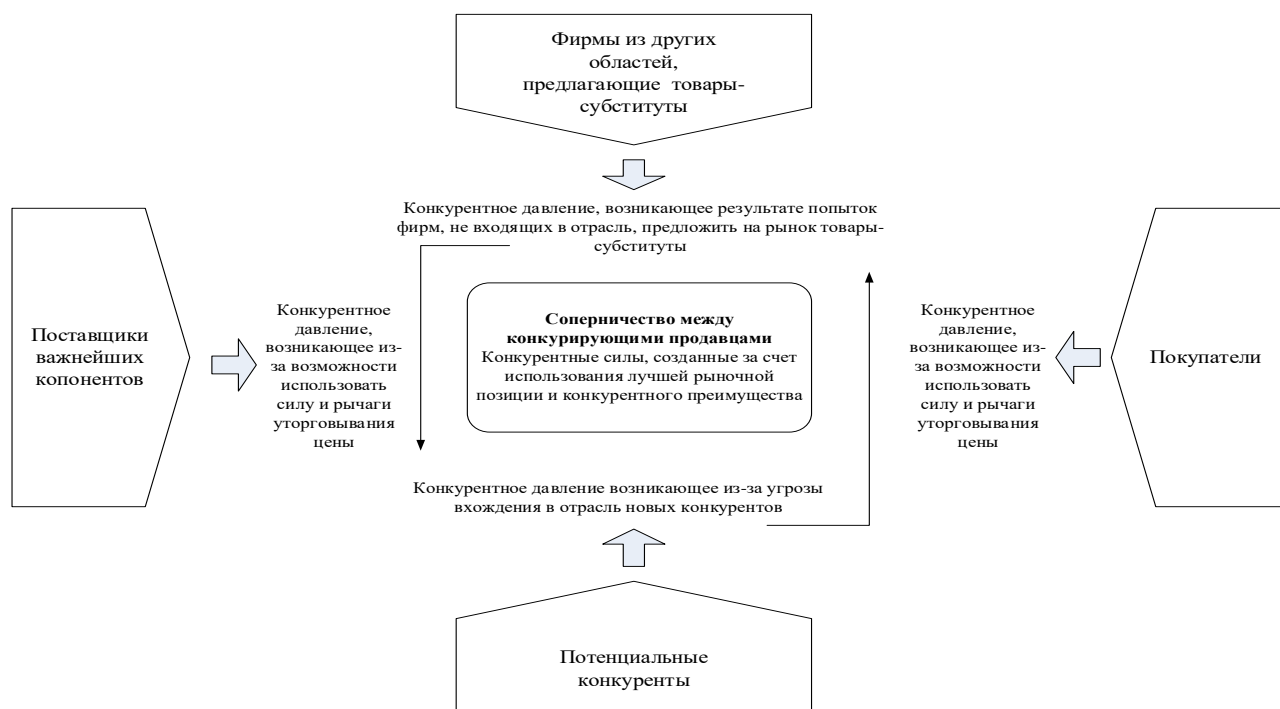 Фирмы из других
областей,
предлагающие товары-
субституты
Конкурентное давление, возникающее результате попыток
фирм, не входящих в отрасль, предложить на рынок товары-
субституты
Поставщики
важнейших
копонентов
Конкурентное
давление,
возникающее из-
за возможности
использовать
силу и рычаги
уторговывания
цены
Соперничество между
конкурирующими продавцами
Конкурентные силы, созданные за счет
использования лучшей рыночной
позиции и конкурентного преимущества
Конкурентное
давление,
возникающее из-
за возможности
использовать
силу и рычаги
уторговывания
цены
Покупатели
Конкурентное давление возникающее из-за угрозы
вхождения в отрасль новых конкурентов
Потенциальные
конкуренты